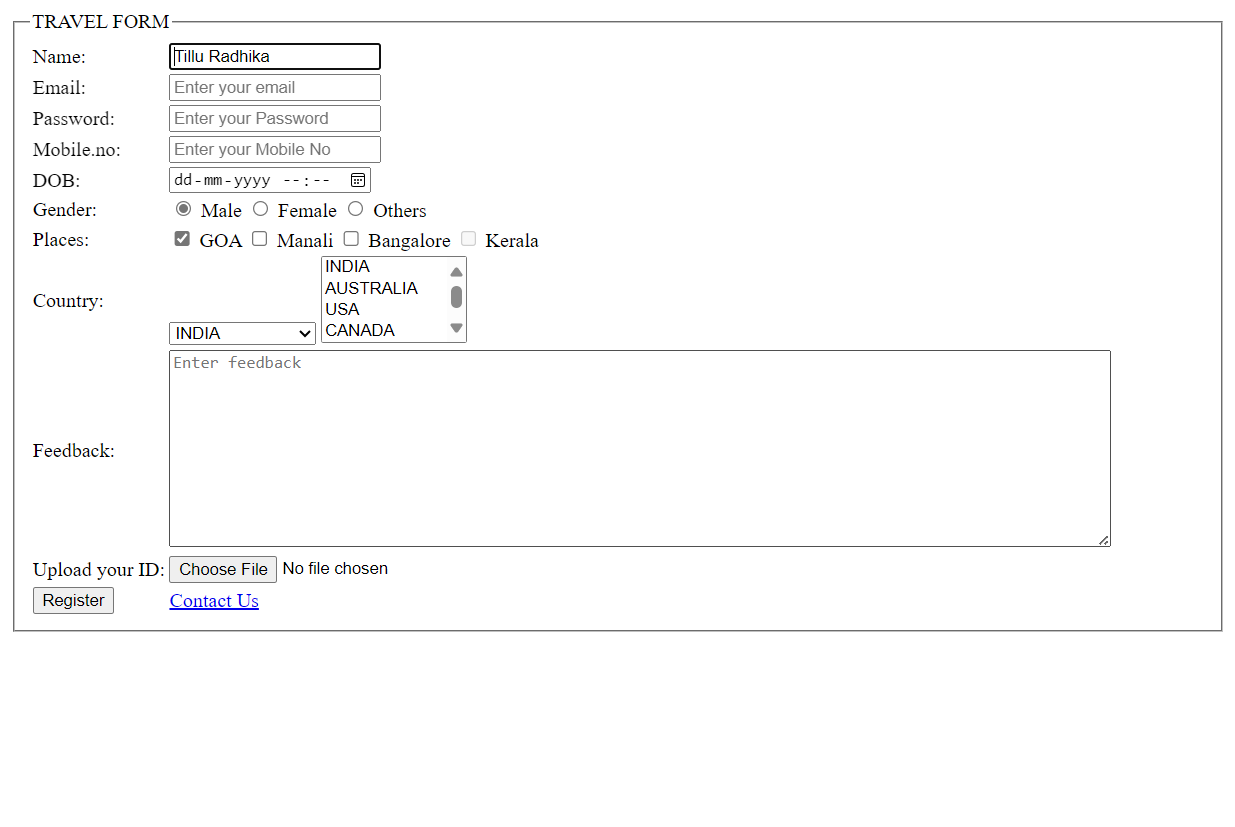 TRAVEL FORM
Name: Tillu Radhika
Email: Enter your email
Password: Enter your Password
Mobile.no: Enter your Mobile No
DOB: dd-mm-yyyy --:--
Gender: Male Female Others
Places: GOA Manali Bangalore Kerala
Country: INDIA
INDIA
AUSTRALIA
USA
CANADA
Feedback: Enter feedback
Upload your ID: Choose File No file chosen
Register Contact Us